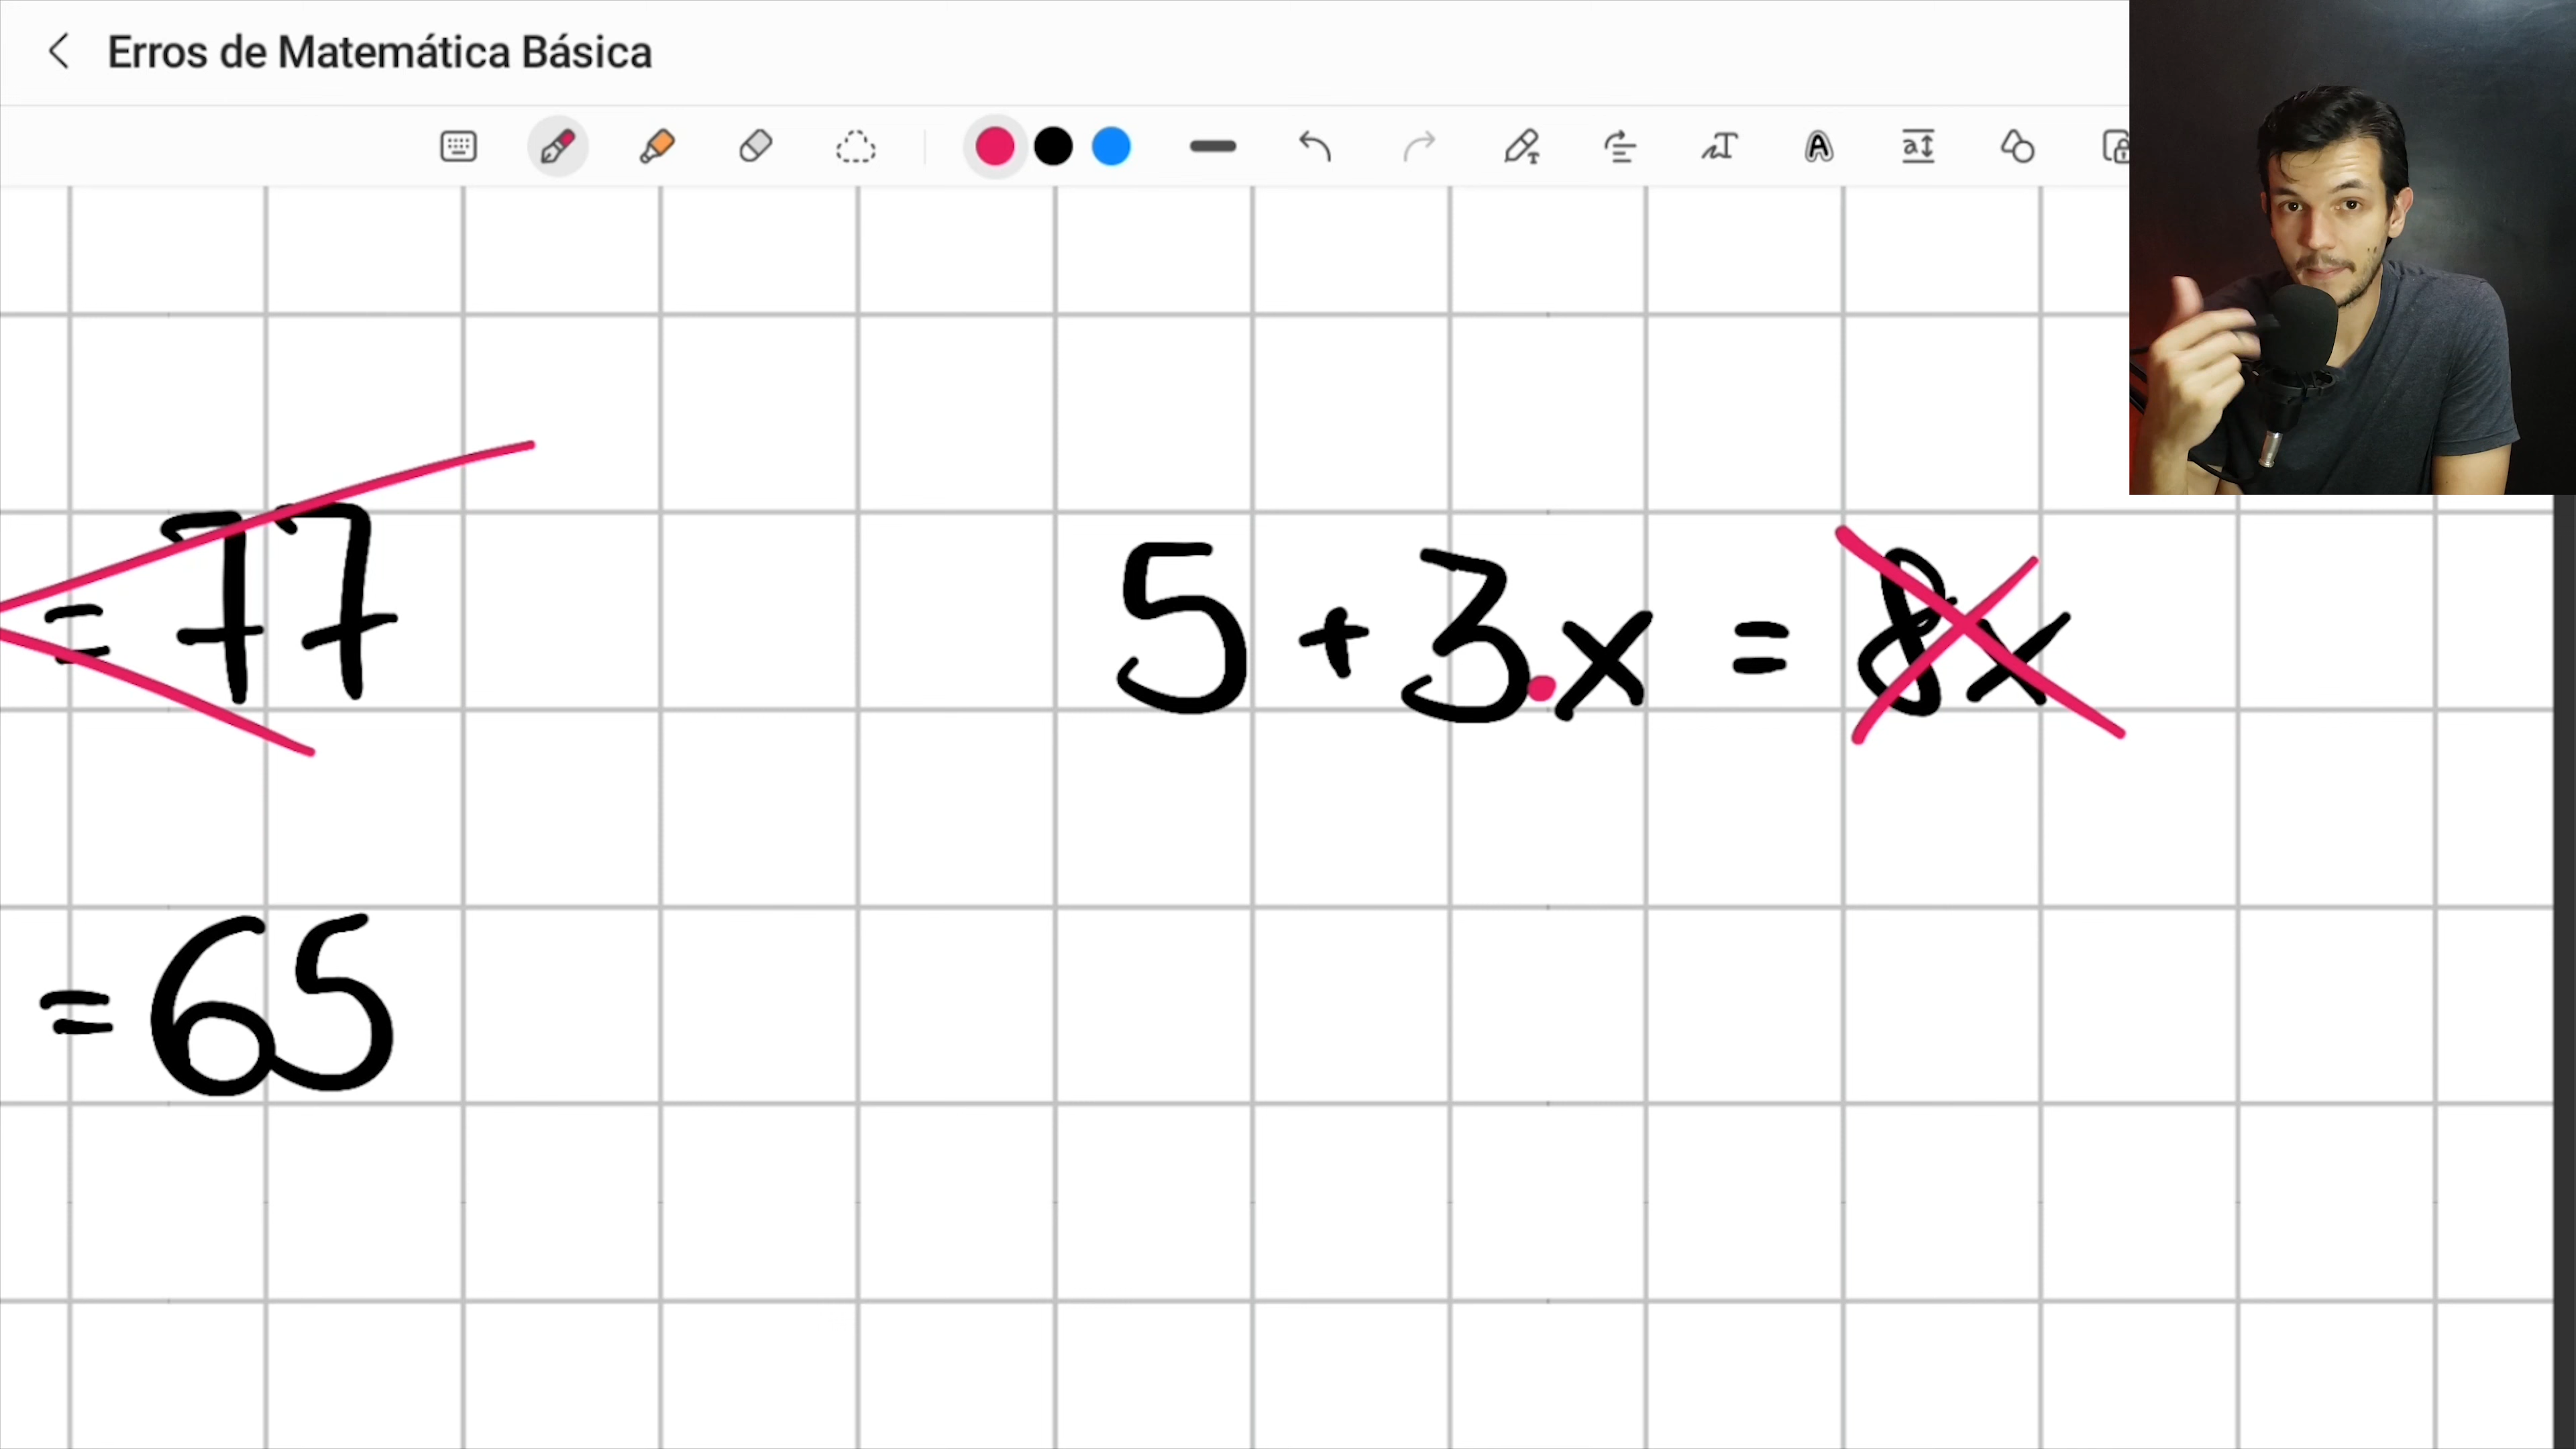 Erros de Matemática Básica
= 77
5 + 3.x = 8x
= 65